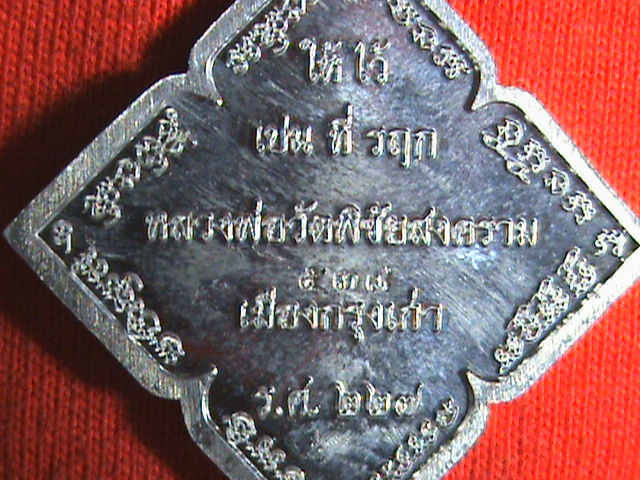 ให้ ไว้
เปน ที่ รฤก
หลวงพ่อวัดพิชัยสงคราม
๕๓๘
เมืองกรุงเก่า
ร.ศ. ๒๒๗